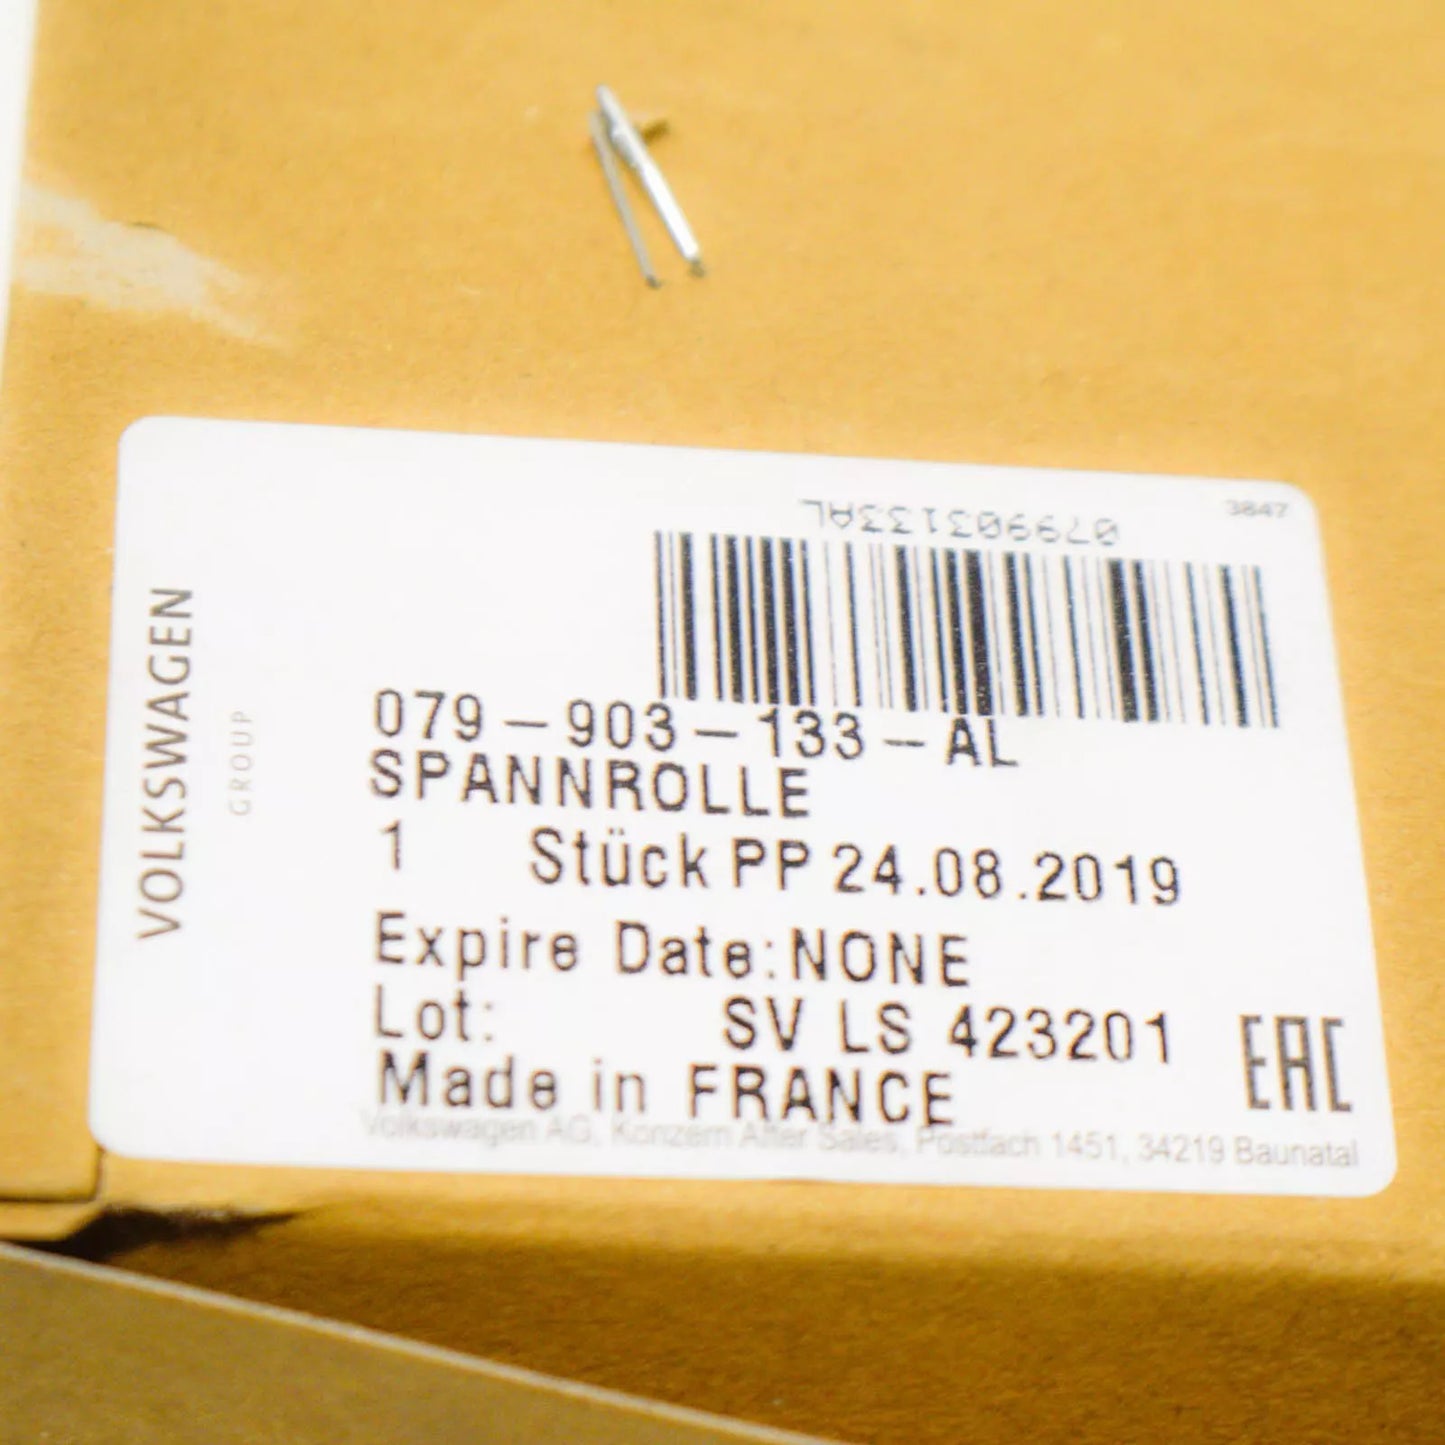 3847
079903133AL
VOLKSWAGEN
GROUP
079-903-133-AL
SPANNROLLE
1 Stück PP 24.08.2019
Expire Date: NONE
Lot: SV LS 423201
Made in FRANCE
EAC
Volkswagen AG, Konzern After Sales, Postfach 1451, 34219 Baunatal